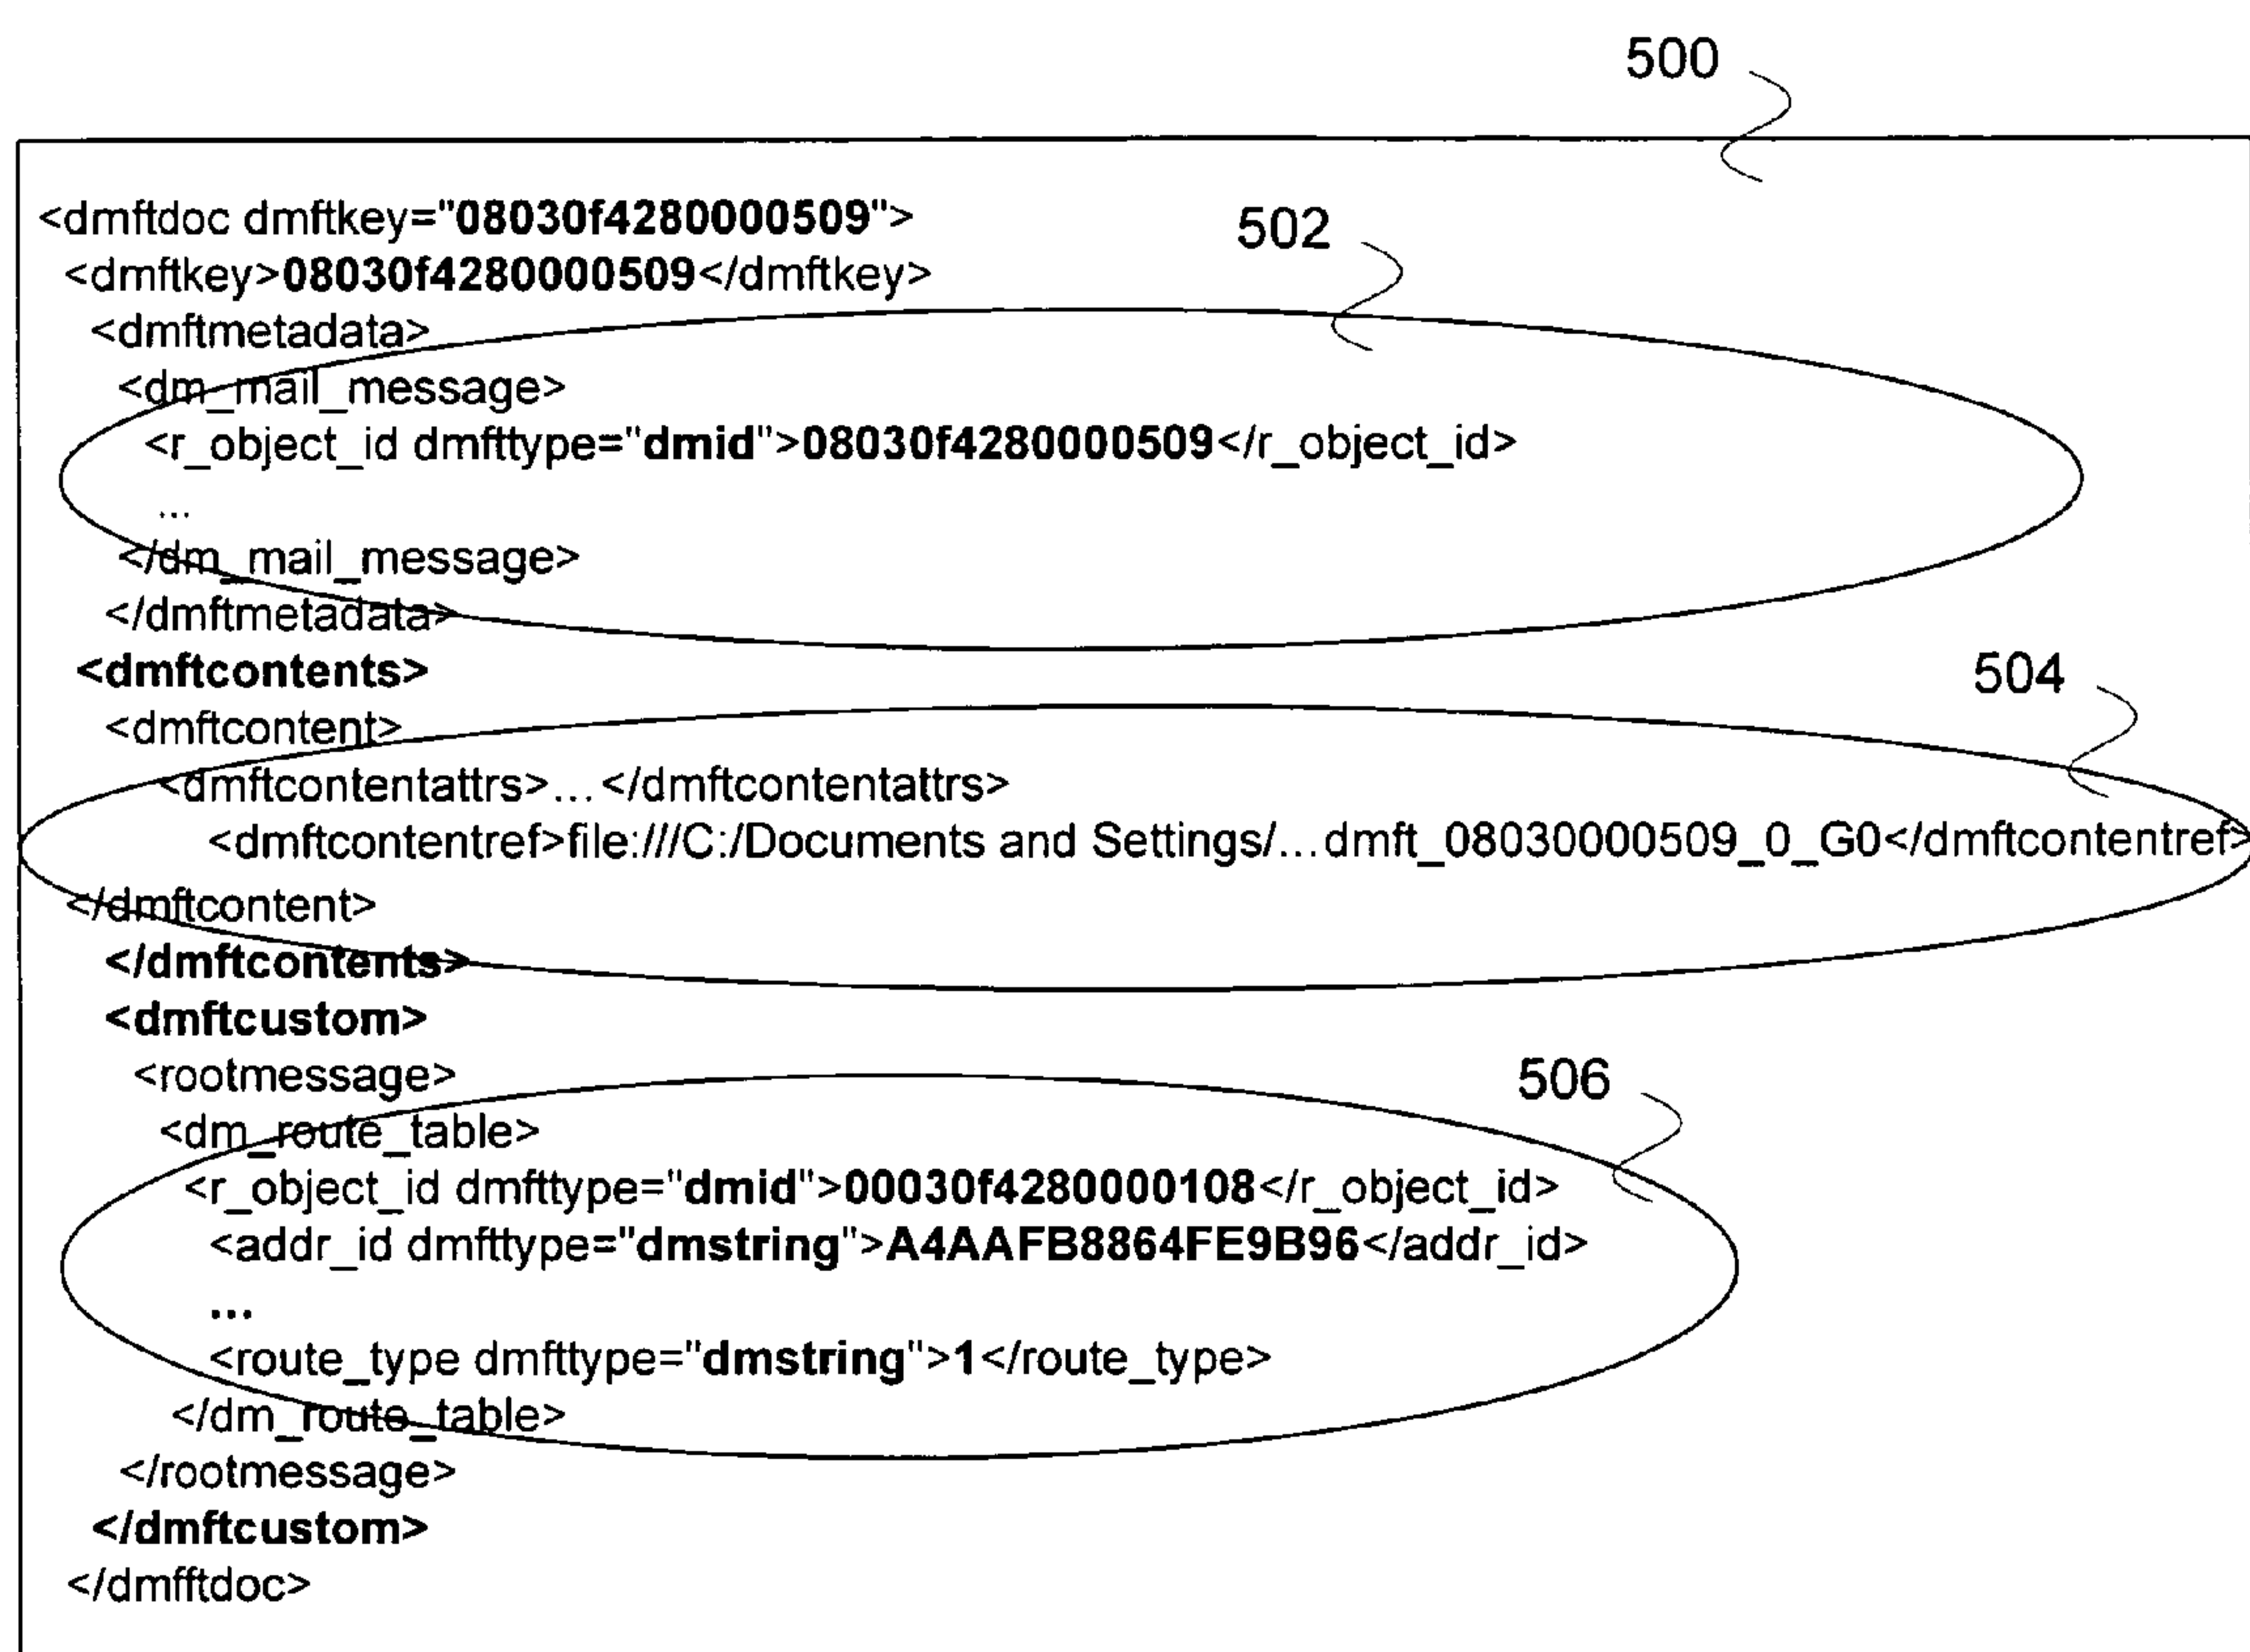 500
<dmftdoc dmftkey="08030f4280000509">
502
<dmftkey>08030f4280000509</dmftkey>
<dmftmetadata>
<dm_mail_message>
<r_object_id dmfttype="dmid">08030f4280000509</r_object_id>
...
</dm_mail_message>
</dmftmetadata>
<dmftcontents>
504
<dmftcontent>
<dmftcontentattrs>...</dmftcontentattrs>
<dmftcontentref>file:///C:/Documents and Settings/...dmft_08030000509_0_G0</dmftcontentref>
</dmftcontent>
</dmftcontents>
<dmftcustom>
<rootmessage>
506
<dm_route_table>
<r_object_id dmfttype="dmid">00030f4280000108</r_object_id>
<addr_id dmfttype="dmstring">A4AAFB8864FE9B96</addr_id>
...
<route_type dmfttype="dmstring">1</route_type>
</dm_route_table>
</rootmessage>
</dmftcustom>
</dmfftdoc>